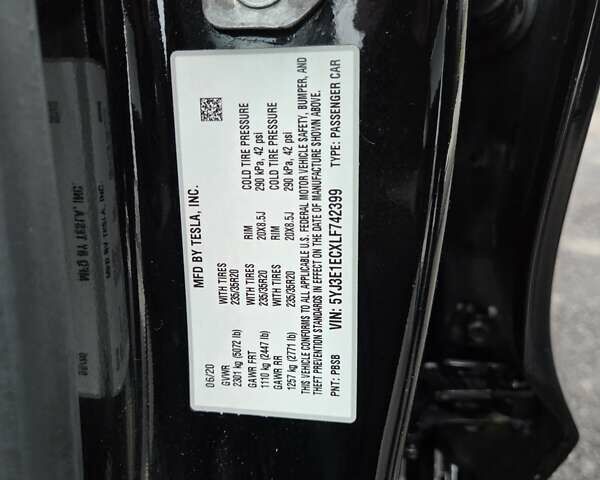 MFD BY TESLA, INC.
06/20
GVWR WITH TIRES RIM COLD TIRE PRESSURE
2301 kg (5072 lb) 235/35R20 20X8.5J 290 kPa, 42 psi
GAWR FRT WITH TIRES RIM COLD TIRE PRESSURE
1110 kg (2447 lb) 235/35R20 20X8.5J 290 kPa, 42 psi
GAWR RR
1257 kg (2771 lb) 235/35R20 20X8.5J
THIS VEHICLE CONFORMS TO ALL APPLICABLE U.S. FEDERAL MOTOR VEHICLE SAFETY, BUMPER, AND
THEFT PREVENTION STANDARDS IN EFFECT ON THE DATE OF MANUFACTURE SHOWN ABOVE.
PNT: PBSB VIN: 5YJ3E1ECXLF742399 TYPE: PASSENGER CAR